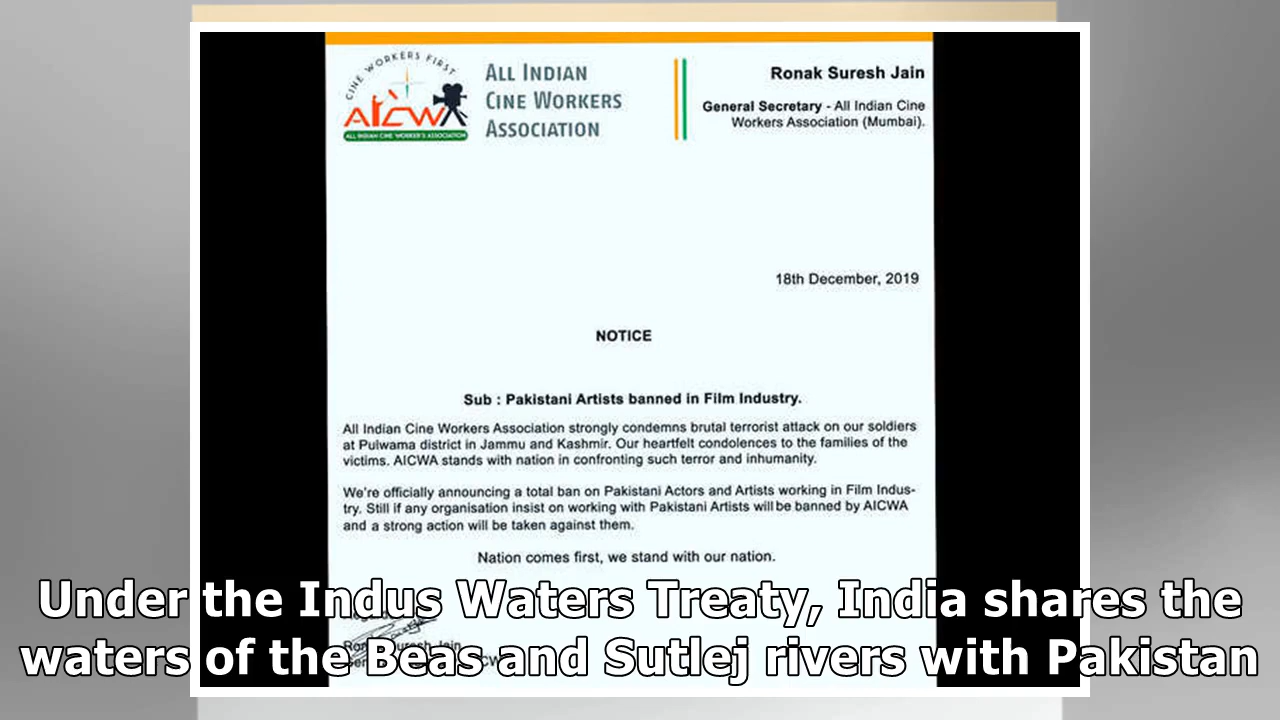 CINE WORKERS FIRST
AICWA
ALL INDIAN CINE WORKER'S ASSOCIATION
ALL INDIAN
CINE WORKERS
ASSOCIATION
Ronak Suresh Jain
General Secretary - All Indian Cine
Workers Association (Mumbai).
18th December, 2019
NOTICE
Sub : Pakistani Artists banned in Film Industry.
All Indian Cine Workers Association strongly condemns brutal terrorist attack on our soldiers
at Pulwama district in Jammu and Kashmir. Our heartfelt condolences to the families of the
victims. AICWA stands with nation in confronting such terror and inhumanity.
We're officially announcing a total ban on Pakistani Actors and Artists working in Film Indus-
try. Still if any organisation insist on working with Pakistani Artists will be banned by AICWA
and a strong action will be taken against them.
Nation comes first, we stand with our nation.
Under the Indus Waters Treaty, India shares the
waters of the Beas and Sutlej rivers with Pakistan